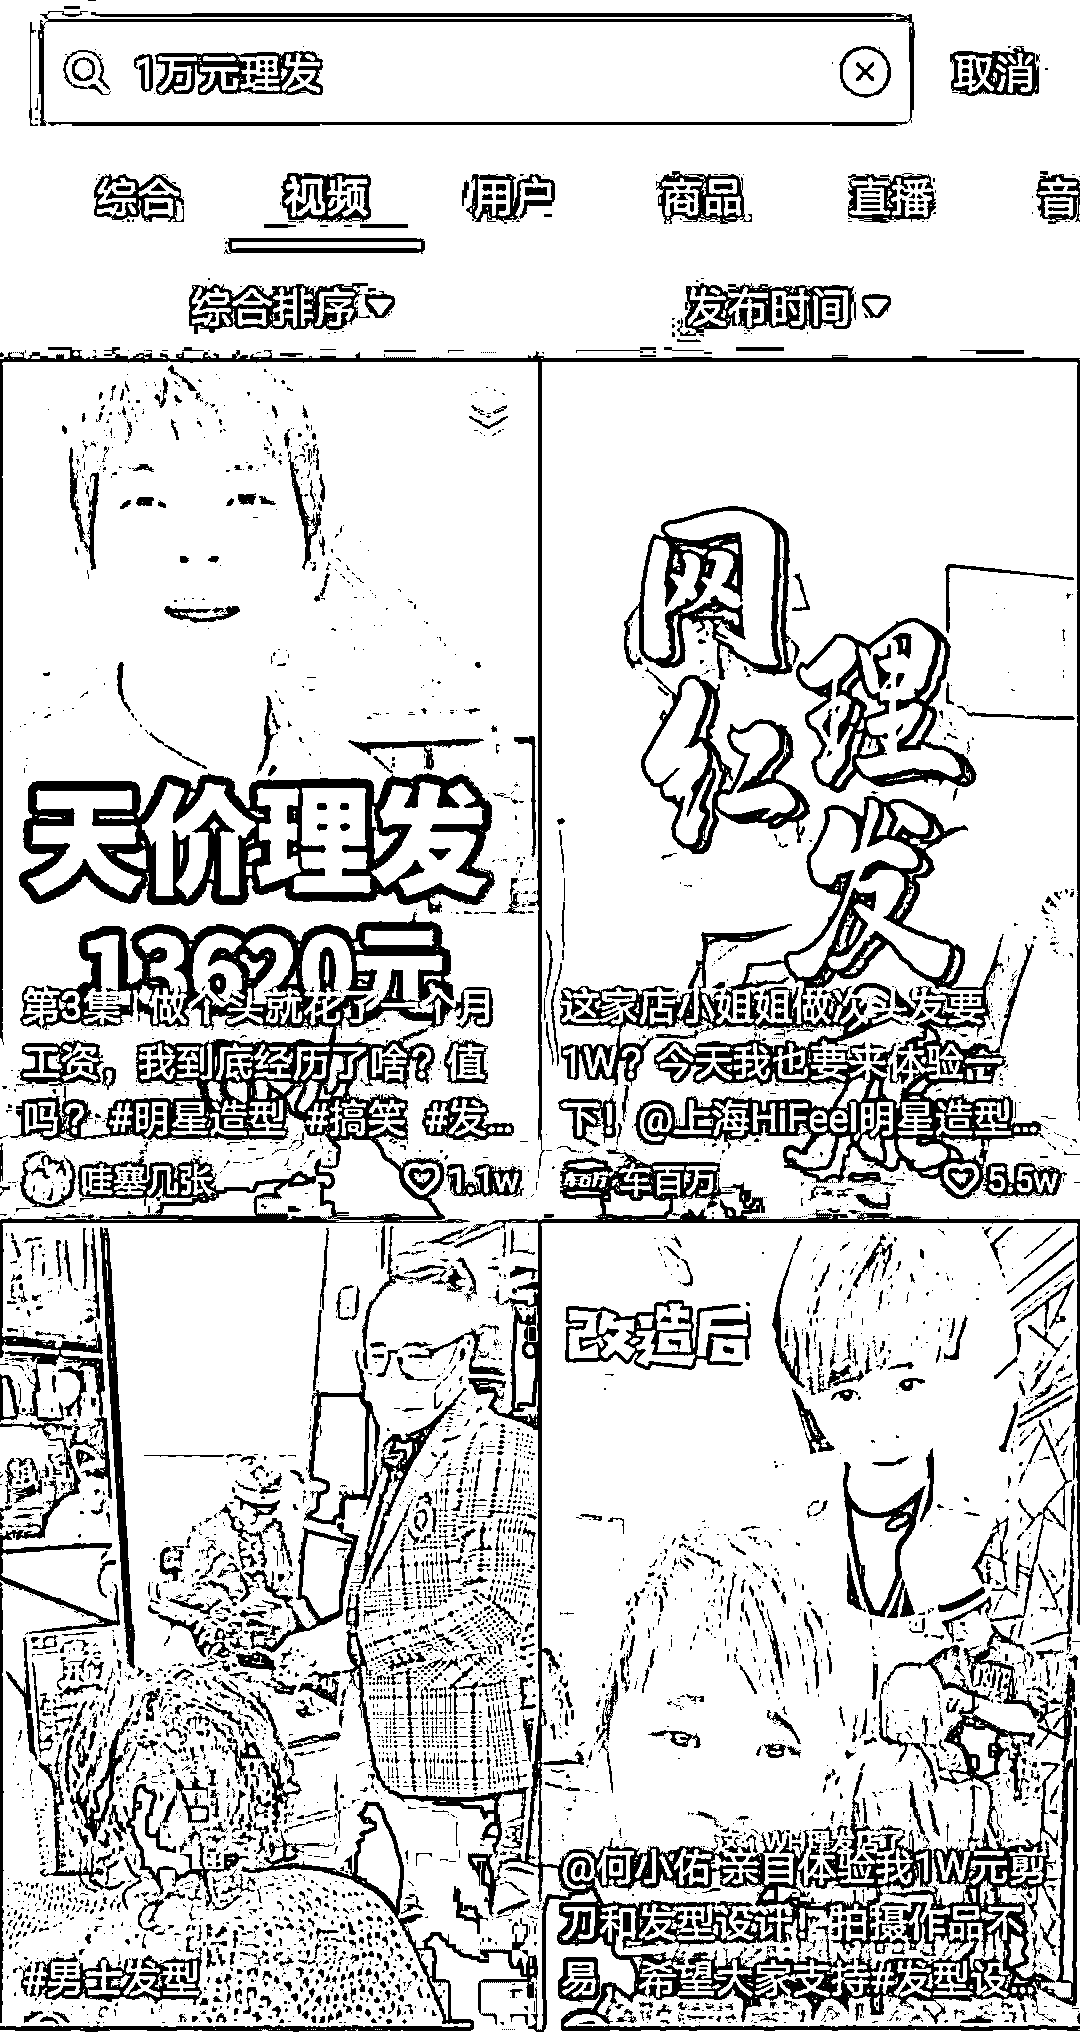 1万元理发
取消
综合 视频 用户 商品 直播 音
综合排序 发布时间
天价理发
13620元
第3集|做个头就花了一个月
工资，我到底经历了啥？值
吗？ #明星造型 #搞笑 #发...
哇塞几张 1.1w
网红
理发
这家店小姐姐做次头发要
1W？今天我也要来体验一
下！@上海HiFeel明星造型...
车百万 5.5w
#男士发型
改造后
@何小佑 亲自体验我1W元剪
刀和发型设计！拍摄作品不
易，希望大家支持#发型设...